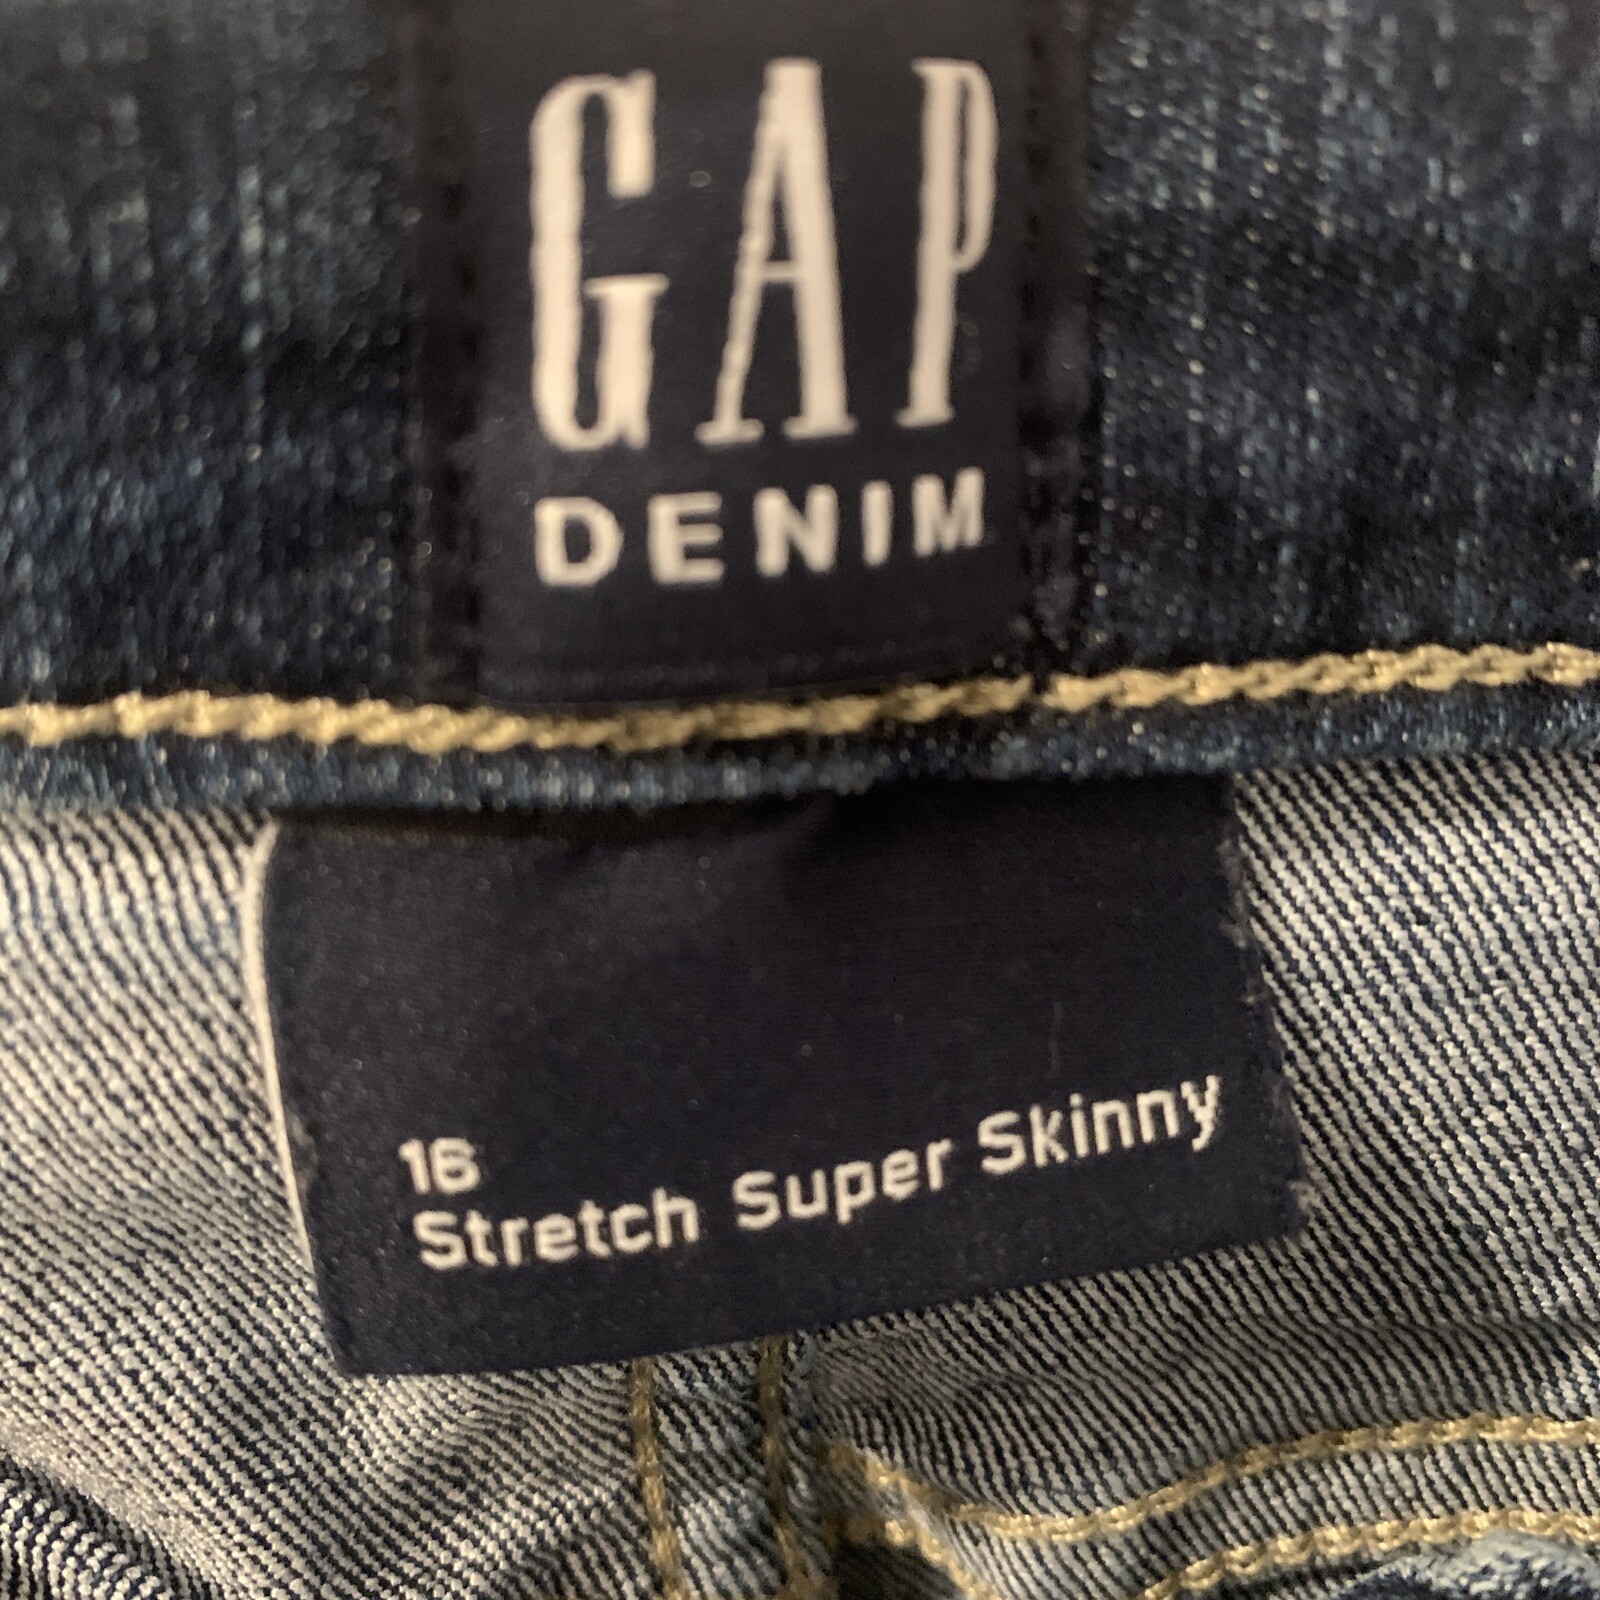 GAP
DENIM
16
Stretch Super Skinny